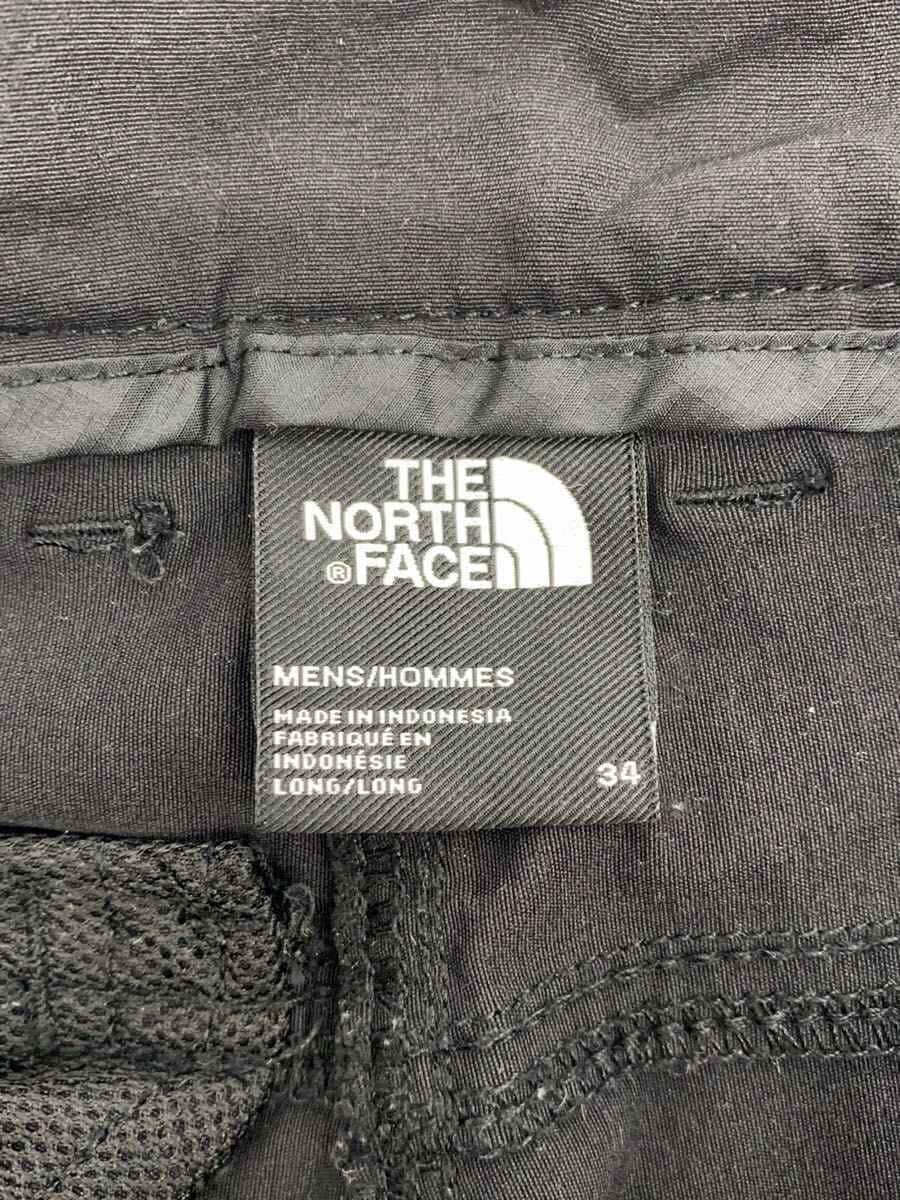 THE
NORTH
® FACE
MENS/HOMMES
MADE IN INDONESIA
FABRIQUÉ EN
INDONÉSIE
LONG/LONG
34